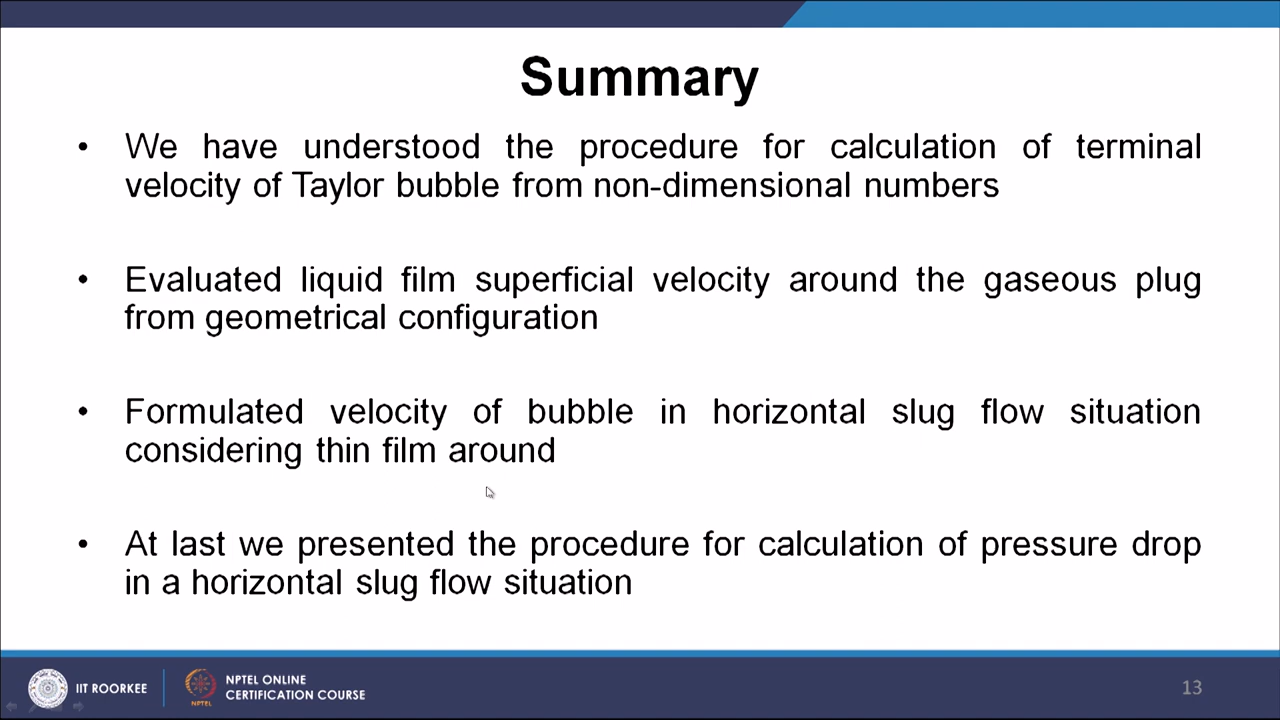 Summary
• We have understood the procedure for calculation of terminal
velocity of Taylor bubble from non-dimensional numbers
• Evaluated liquid film superficial velocity around the gaseous plug
from geometrical configuration
• Formulated velocity of bubble in horizontal slug flow situation
considering thin film around
• At last we presented the procedure for calculation of pressure drop
in a horizontal slug flow situation
IIT ROORKEE
NPTEL
NPTEL ONLINE
CERTIFICATION COURSE
13